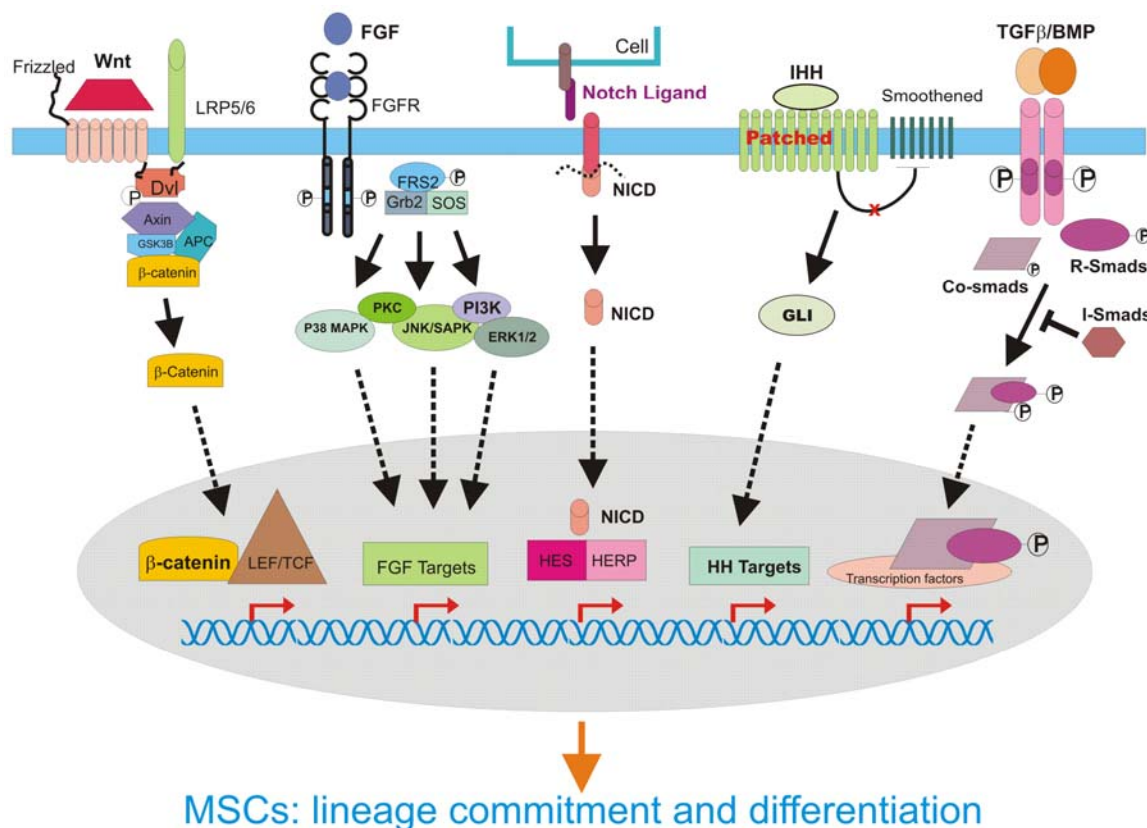 Frizzled
Wnt
LRP5/6
Dvl
P
Axin
GSK3B
APC
β-catenin
β-Catenin
FGF
FGFR
P
P
FRS2
P
Grb2
SOS
P38 MAPK
PKC
JNK/SAPK
PI3K
ERK1/2
Cell
Notch Ligand
NICD
NICD
IHH
Patched
Smoothened
x
GLI
TGFβ/BMP
P
P
P
R-Smads
Co-smads
P
I-Smads
P
P
β-catenin
LEF/TCF
FGF Targets
NICD
HES
HERP
HH Targets
P
Transcription factors
MSCs: lineage commitment and differentiation